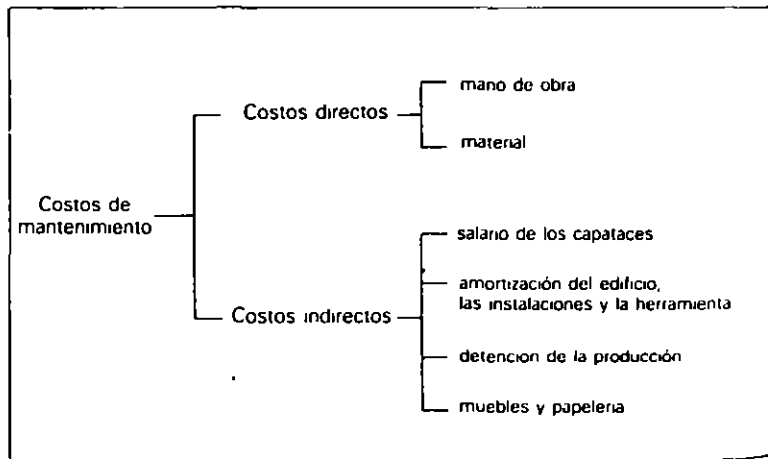 Costos de
mantenimiento
Costos directos
mano de obra
material
Costos indirectos
salario de los capataces
amortización del edificio,
las instalaciones y la herramienta
detencion de la producción
muebles y papeleria